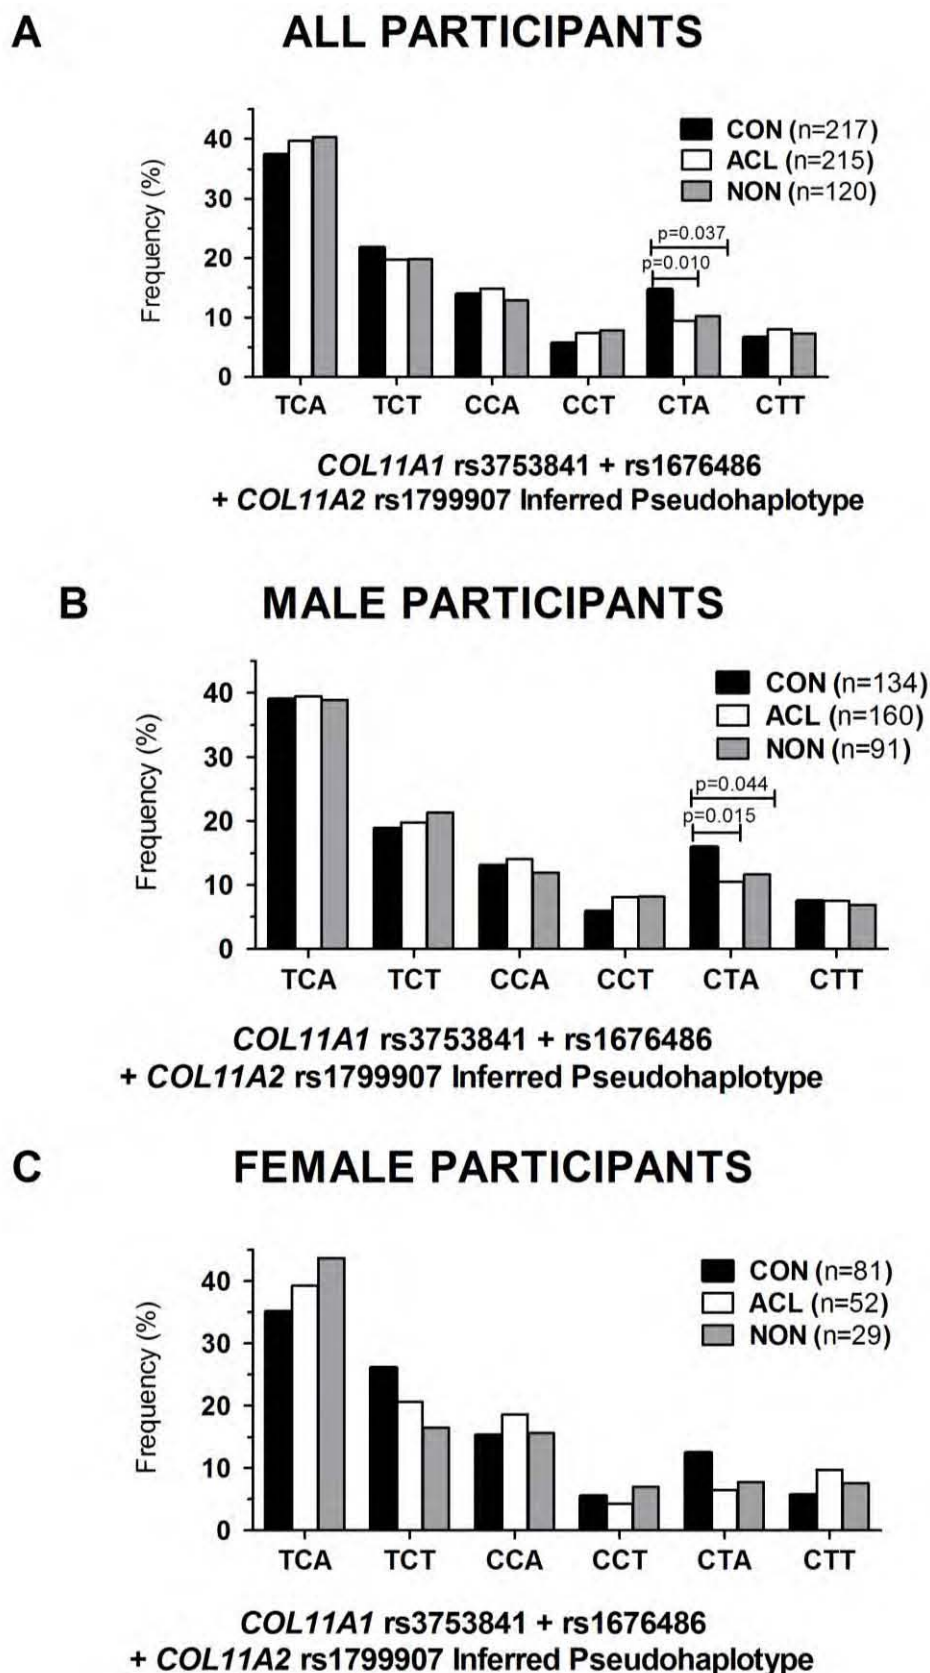 A
ALL PARTICIPANTS
Frequency (%)
40
30
20
10
0
CON (n=217)
ACL (n=215)
NON (n=120)
p=0.037
p=0.010
TCA TCT CCA CCT CTA CTT
COL11A1 rs3753841 + rs1676486
+ COL11A2 rs1799907 Inferred Pseudohaplotype
B
MALE PARTICIPANTS
Frequency (%)
40
30
20
10
0
CON (n=134)
ACL (n=160)
NON (n=91)
p=0.044
p=0.015
TCA TCT CCA CCT CTA CTT
COL11A1 rs3753841 + rs1676486
+ COL11A2 rs1799907 Inferred Pseudohaplotype
C
FEMALE PARTICIPANTS
Frequency (%)
40
30
20
10
0
CON (n=81)
ACL (n=52)
NON (n=29)
TCA TCT CCA CCT CTA CTT
COL11A1 rs3753841 + rs1676486
+ COL11A2 rs1799907 Inferred Pseudohaplotype